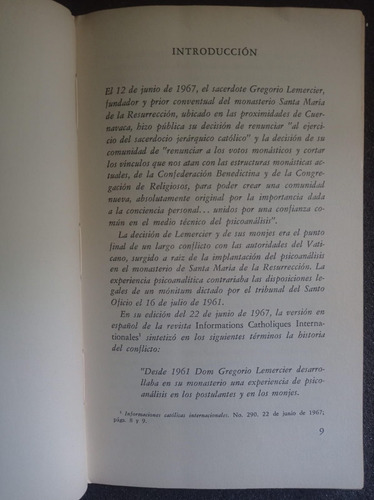 INTRODUCCIÓN
El 12 de junio de 1967, el sacerdote Gregorio Lemercier,
fundador y prior conventual del monasterio Santa María
de la Resurrección, ubicado en las proximidades de Cuer-
navaca, hizo pública su decisión de renunciar "al ejerci-
cio del sacerdocio jerárquico católico" y la decisión de su
comunidad de "renunciar a los votos monásticos y cortar
los vínculos que nos atan con las estructuras monásticas ac-
tuales, de la Confederación Benedictina y de la Congre-
gación de Religiosos, para poder crear una comunidad
nueva, absolutamente original por la importancia dada
a la conciencia personal... unidos por una confianza co-
mún en el medio técnico del psicoanálisis".
La decisión de Lemercier y de sus monjes era el punto
final de un largo conflicto con las autoridades del Vati-
cano, surgido a raíz de la implantación del psicoanálisis
en el monasterio de Santa María de la Resurrección. La
experiencia psicoanalítica contrariaba las disposiciones le-
gales de un mónitum dictado por el tribunal del Santo
Oficio el 16 de julio de 1961.
En su edición del 22 de junio de 1967, la versión en
español de la revista Informations Catholiques Interna-
tionales¹ sintetizó en los siguientes términos la historia
del conflicto:
"Desde 1961 Dom Gregorio Lemercier desarro-
llaba en su monasterio una experiencia de psico-
análisis en los postulantes y en los monjes.
¹ Informaciones católicas internacionales. No. 290. 22 de junio de 1967;
págs. 8 y 9.
9